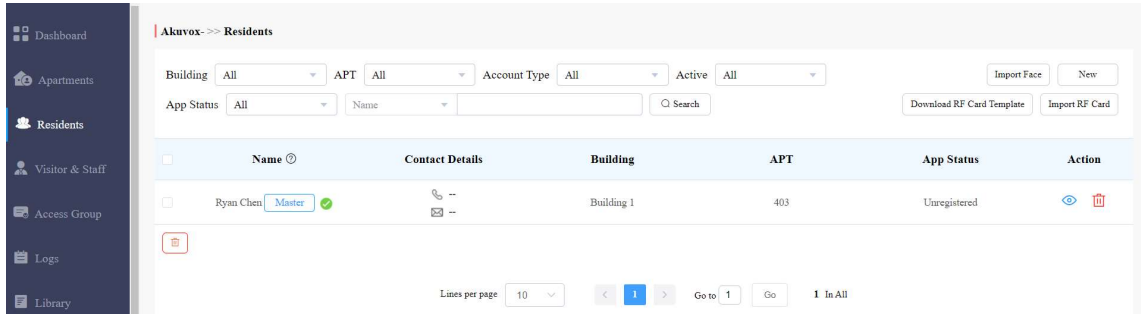 Dashboard
Apartments
Residents
Visitor & Staff
Access Group
Logs
Library
Akuvox- >> Residents
Building All APT All Account Type All Active All Import Face New
App Status All Name Search Download RF Card Template Import RF Card
Name Contact Details Building APT App Status Action
Ryan Chen Master -- Building 1 403 Unregistered
--
Lines per page 10 < 1 > Go to 1 Go 1 In All